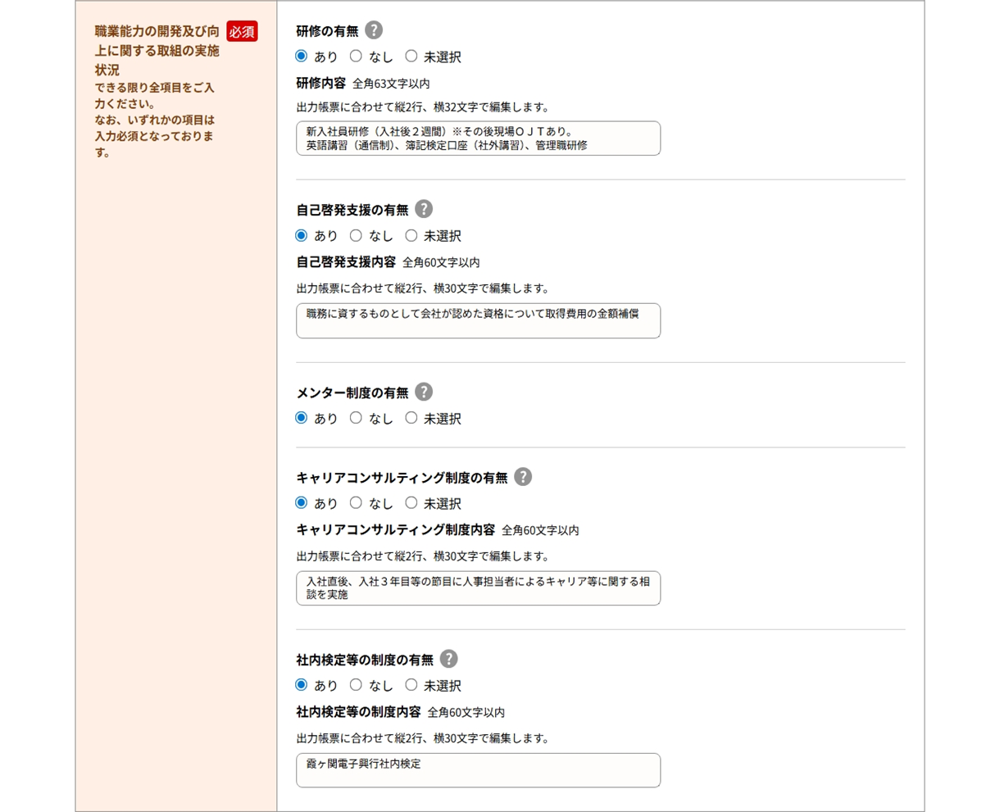 職業能力の開発及び向
上に関する取組の実施
状況
必須
できる限り全項目をご入
力ください。
なお、いずれかの項目は
入力必須となっておりま
す。
研修の有無 ?
あり なし 未選択
研修内容 全角63文字以内
出力帳票に合わせて縦2行、横32文字で編集します。
新入社員研修（入社後２週間）※その後現場ＯＪＴあり。
英語講習（通信制）、簿記検定口座（社外講習）、管理職研修
自己啓発支援の有無 ?
あり なし 未選択
自己啓発支援内容 全角60文字以内
出力帳票に合わせて縦2行、横30文字で編集します。
職務に資するものとして会社が認めた資格について取得費用の金額補償
メンター制度の有無 ?
あり なし 未選択
キャリアコンサルティング制度の有無 ?
あり なし 未選択
キャリアコンサルティング制度内容 全角60文字以内
出力帳票に合わせて縦2行、横30文字で編集します。
入社直後、入社３年目等の節目に人事担当者によるキャリア等に関する相
談を実施
社内検定等の制度の有無 ?
あり なし 未選択
社内検定等の制度内容 全角60文字以内
出力帳票に合わせて縦2行、横30文字で編集します。
霞ヶ関電子興行社内検定